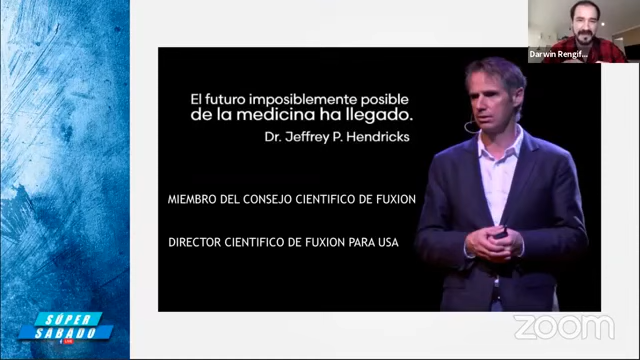 Darwin Rengif...
El futuro imposiblemente posible
de la medicina ha llegado.
Dr. Jeffrey P. Hendricks
MIEMBRO DEL CONSEJO CIENTIFICO DE FUXION
DIRECTOR CIENTIFICO DE FUXION PARA USA
SÚPER
SÁBADO
LIVE
zoom